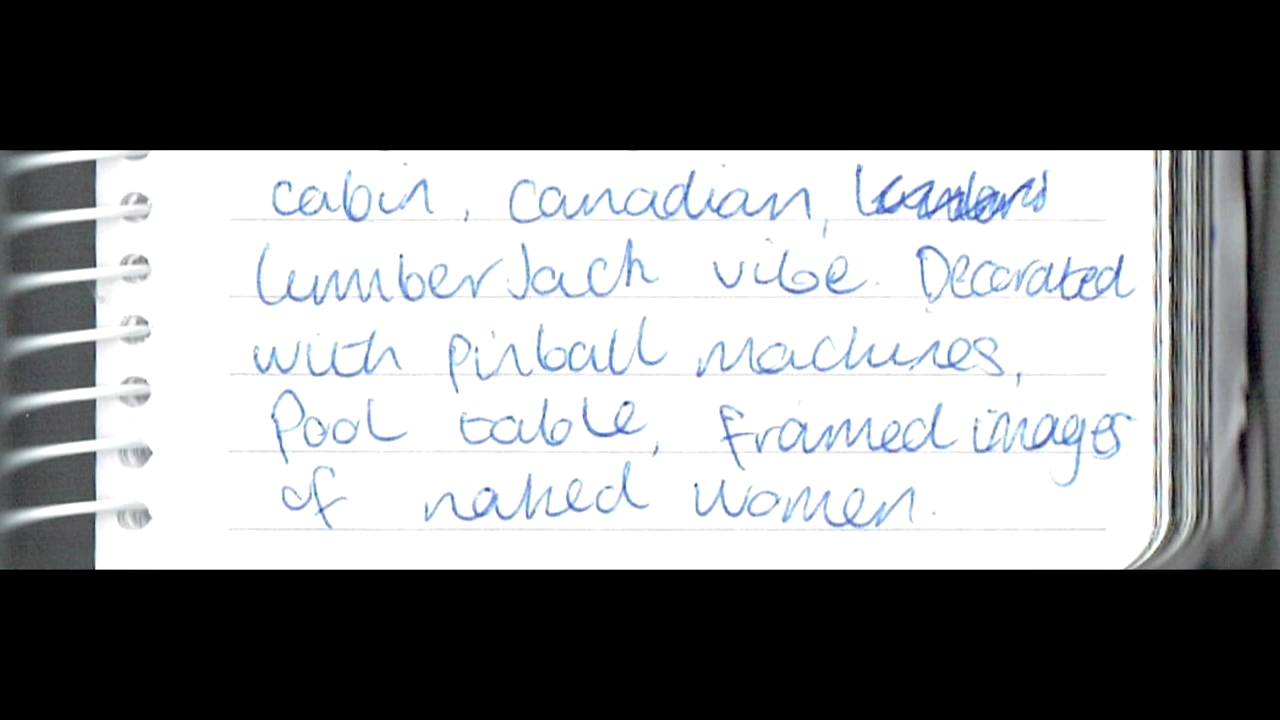 cabin, canadian,
lumberJack vibe. Decorated
with pinball machines,
Pool table, framed images
of naked women.